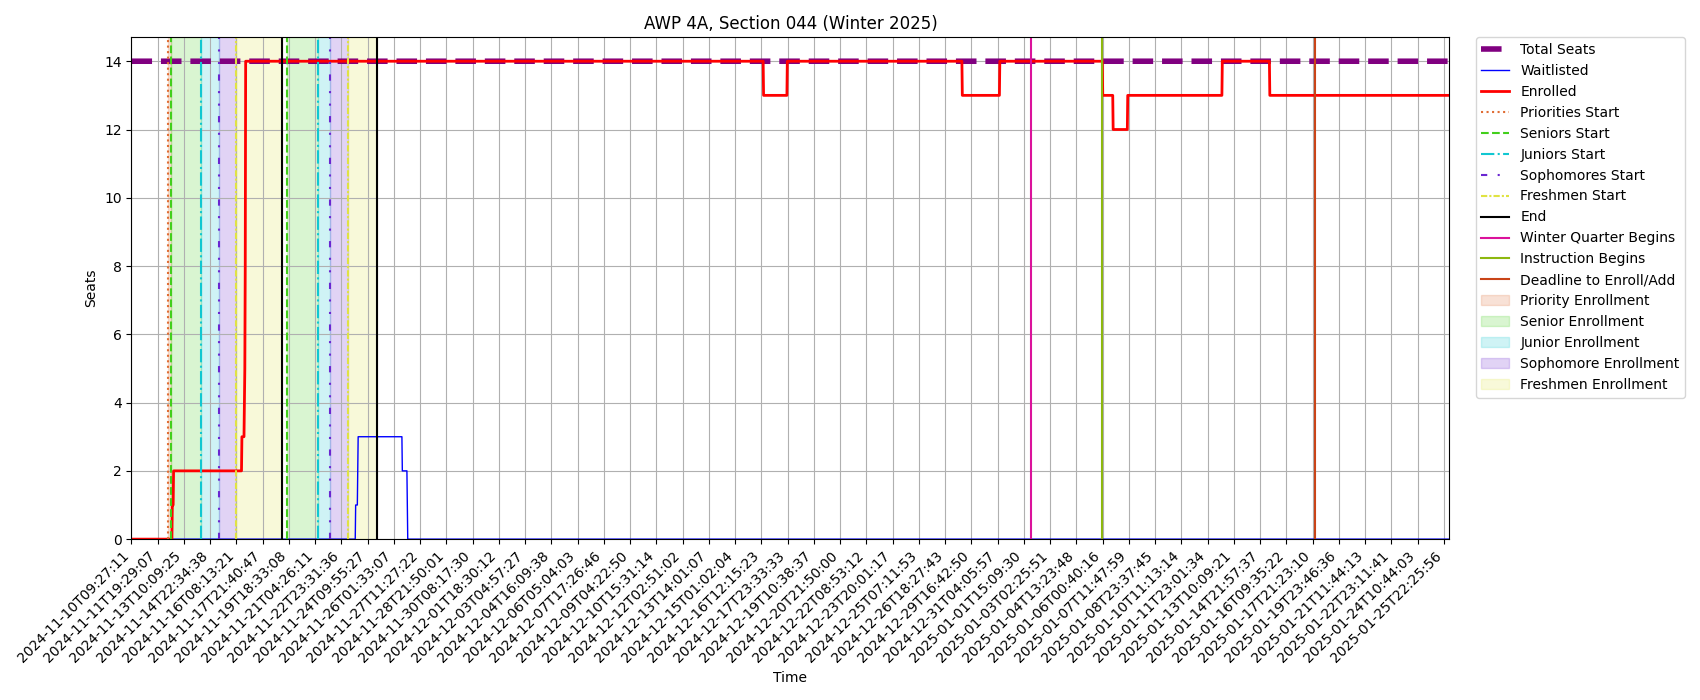 AWP 4A, Section 044 (Winter 2025)
Seats
14
12
10
8
6
4
2
0
2024-11-10T09:27:11
2024-11-11T19:29:07
2024-11-13T10:09:25
2024-11-14T22:34:38
2024-11-16T08:13:21
2024-11-17T21:40:47
2024-11-19T18:33:08
2024-11-21T04:26:11
2024-11-22T23:31:36
2024-11-24T09:55:27
2024-11-26T01:33:07
2024-11-27T11:27:22
2024-11-28T21:50:01
2024-11-30T08:17:30
2024-12-01T18:30:12
2024-12-03T04:57:27
2024-12-04T16:09:38
2024-12-06T05:04:03
2024-12-07T17:26:46
2024-12-09T04:22:50
2024-12-10T15:31:14
2024-12-12T02:51:02
2024-12-13T14:01:07
2024-12-15T01:02:04
2024-12-16T12:15:23
2024-12-17T23:33:33
2024-12-19T10:38:37
2024-12-20T21:50:00
2024-12-22T08:53:12
2024-12-23T20:01:17
2024-12-25T07:11:53
2024-12-26T18:27:43
2024-12-29T16:42:50
2024-12-31T04:05:57
2025-01-01T15:09:30
2025-01-03T02:25:51
2025-01-04T13:23:48
2025-01-06T00:40:16
2025-01-07T11:47:59
2025-01-08T23:37:45
2025-01-10T11:13:14
2025-01-11T23:01:34
2025-01-13T10:09:21
2025-01-14T21:57:37
2025-01-16T09:35:22
2025-01-17T21:23:10
2025-01-19T23:46:36
2025-01-21T11:44:13
2025-01-22T23:11:41
2025-01-24T10:44:03
2025-01-25T22:25:56
Time
Total Seats
Waitlisted
Enrolled
Priorities Start
Seniors Start
Juniors Start
Sophomores Start
Freshmen Start
End
Winter Quarter Begins
Instruction Begins
Deadline to Enroll/Add
Priority Enrollment
Senior Enrollment
Junior Enrollment
Sophomore Enrollment
Freshmen Enrollment